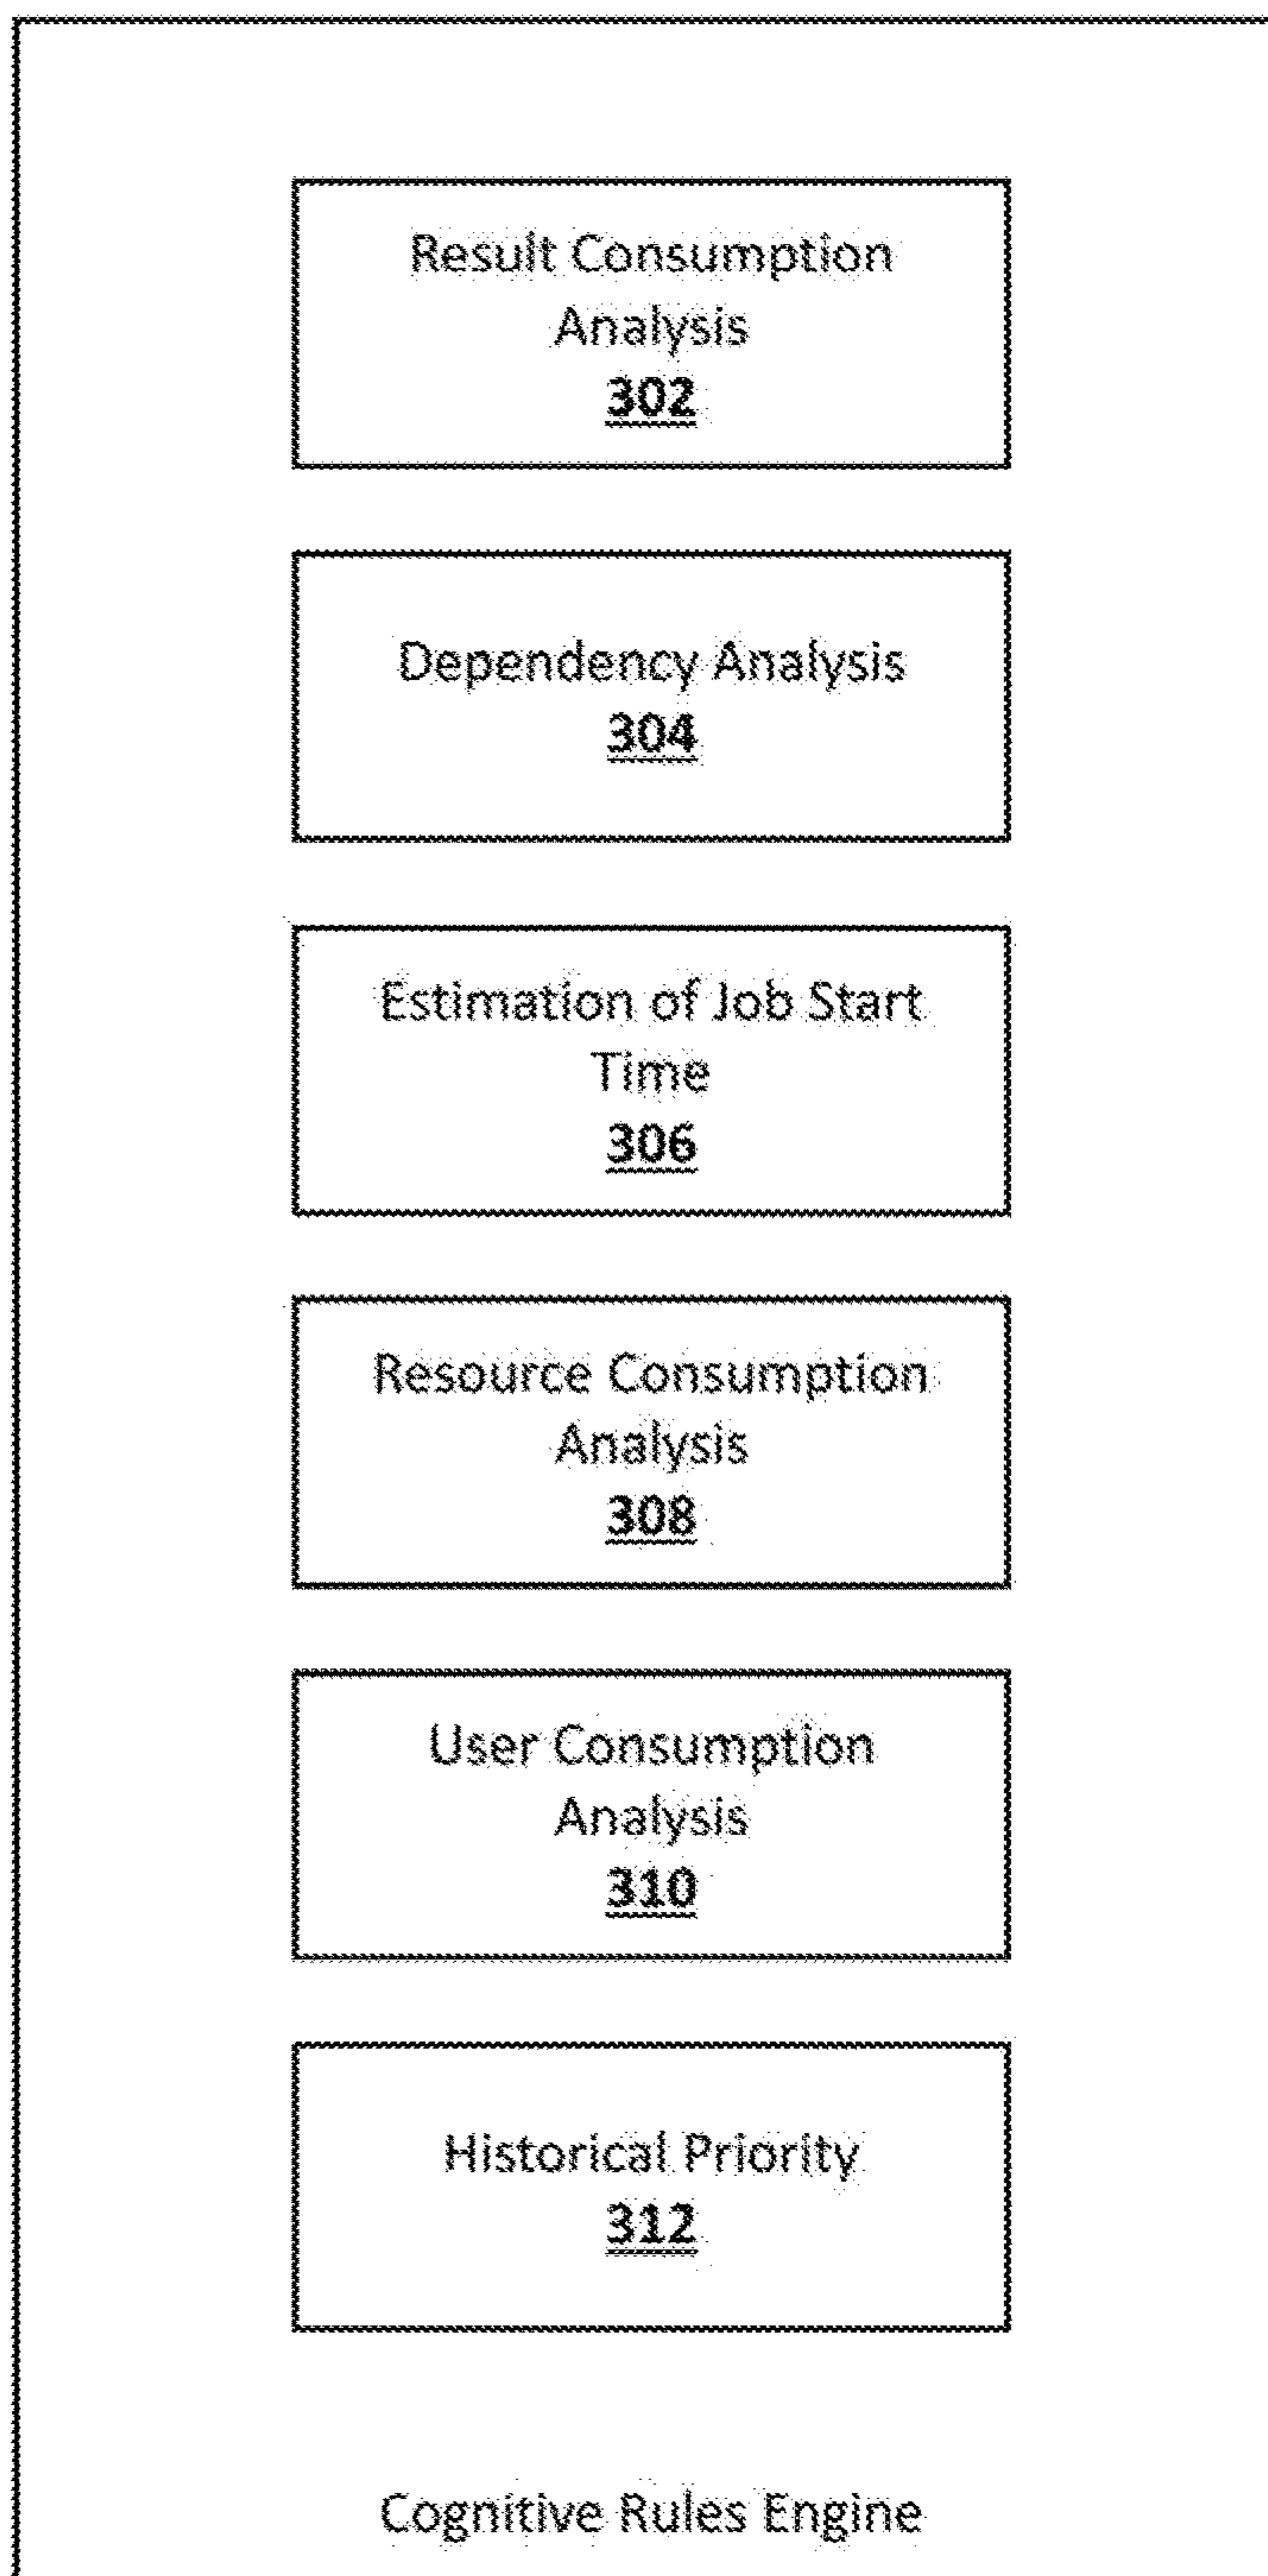 Result Consumption
Analysis
302
Dependency Analysis
304
Estimation of Job Start
Time
306
Resource Consumption
Analysis
308
User Consumption
Analysis
310
Historical Priority
312
Cognitive Rules Engine